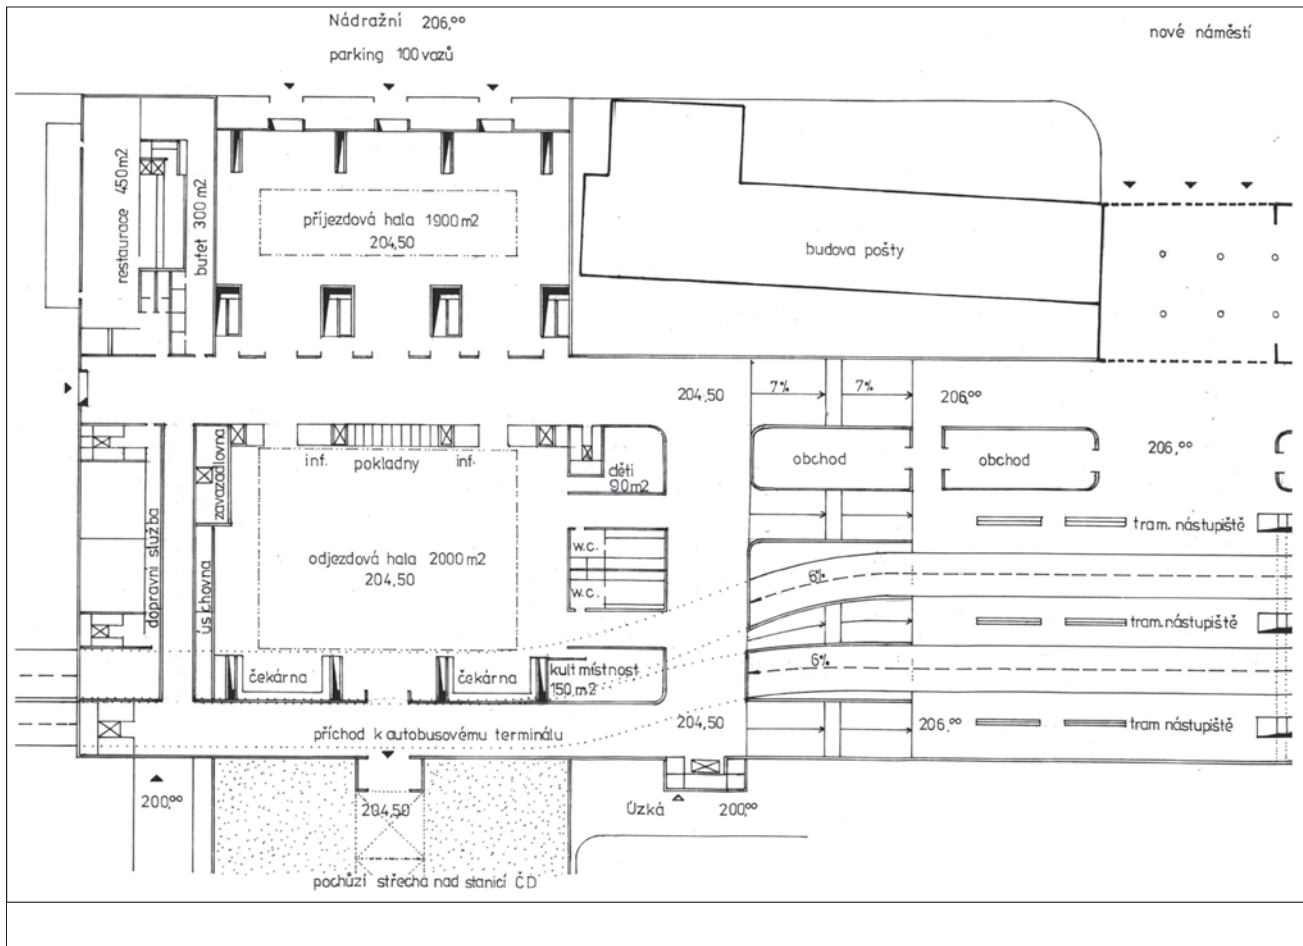 Nádražní 206,⁰⁰
parking 100 vozů
nové náměstí
restaurace 450 m2
bufet 300 m2
příjezdová hala 1900 m2
204,50
budova pošty
204,50
7%
7%
206,⁰⁰
inf.
pokladny
inf.
zavazadlovna
děti
90 m2
obchod
obchod
206,⁰⁰
dopravní služba
úschovna
odjezdová hala 2000 m2
204,50
w.c.
w.c.
tram. nástupiště
6%
tram. nástupiště
6%
čekárna
čekárna
kult místnost
150 m2
204,50
206,⁰⁰
tram nástupiště
příchod k autobusovému terminálu
200,⁰⁰
204,50
Úzká
200,⁰⁰
pochůzí střecha nad stanicí ČD